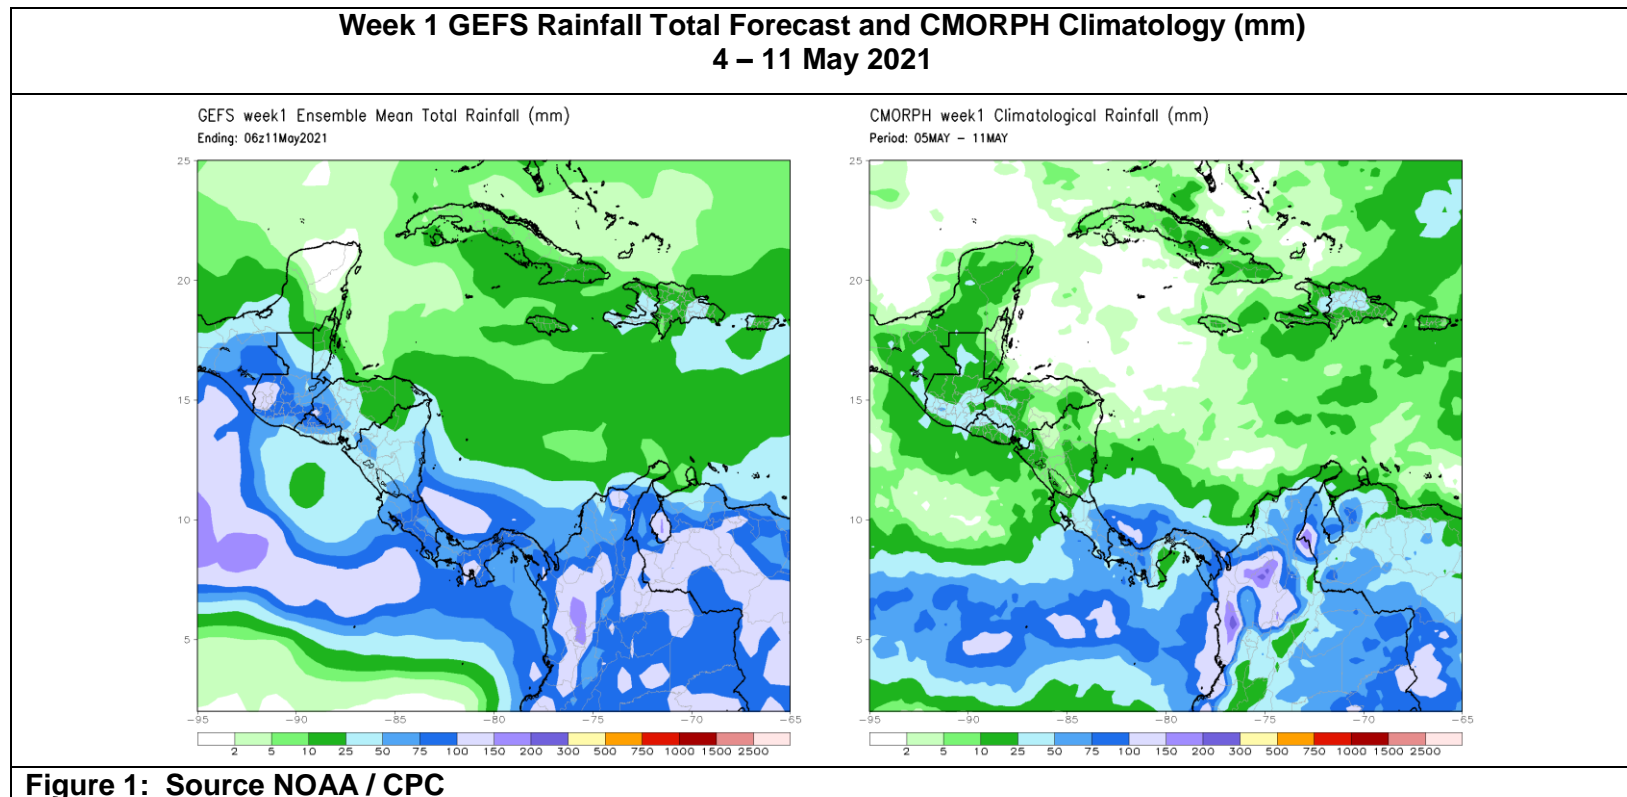 Week 1 GEFS Rainfall Total Forecast and CMORPH Climatology (mm)
4 – 11 May 2021
GEFS week1 Ensemble Mean Total Rainfall (mm)
Ending: 06z11May2021
25
20
15
10
5
-95 -90 -85 -80 -75 -70 -65
2 5 10 25 50 75 100 150 200 300 500 750 1000 1500 2500
CMORPH week1 Climatological Rainfall (mm)
Period: 05MAY – 11MAY
25
20
15
10
5
-95 -90 -85 -80 -75 -70 -65
2 5 10 25 50 75 100 150 200 300 500 750 1000 1500 2500
Figure 1: Source NOAA / CPC